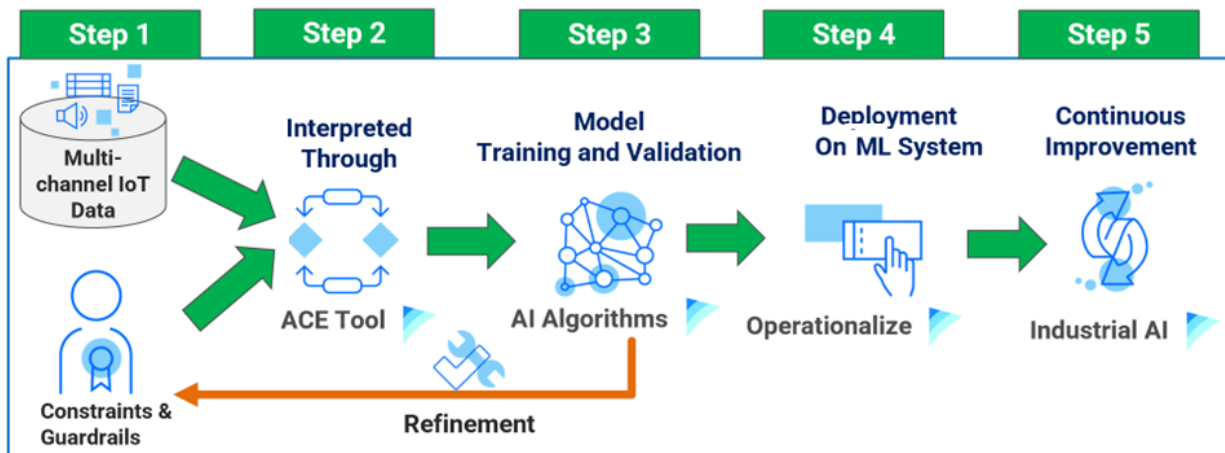 Step 1
Step 2
Step 3
Step 4
Step 5
Multi-
channel IoT
Data
Constraints &
Guardrails
Interpreted
Through
ACE Tool
Model
Training and Validation
AI Algorithms
Refinement
Deployment
On ML System
Operationalize
Continuous
Improvement
Industrial AI